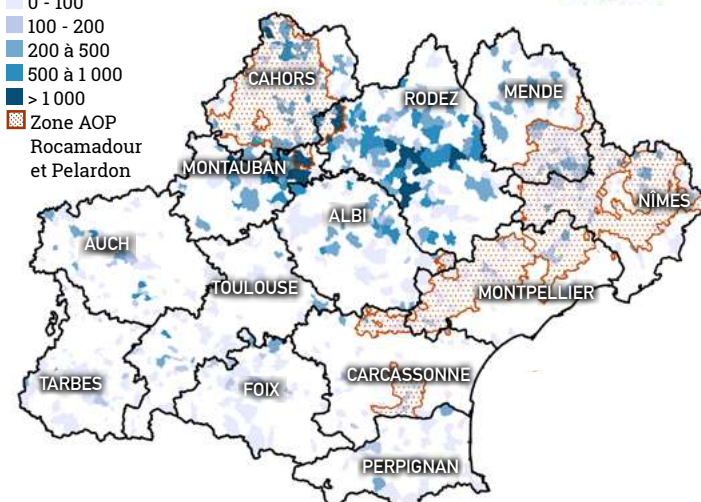 0 - 100
100 - 200
200 à 500
500 à 1 000
> 1 000
Zone AOP
Rocamadour
et Pelardon
CAHORS
RODEZ
MENDE
MONTAUBAN
NÎMES
ALBI
AUCH
TOULOUSE
MONTPELLIER
TARBES
FOIX
CARCASSONNE
PERPIGNAN